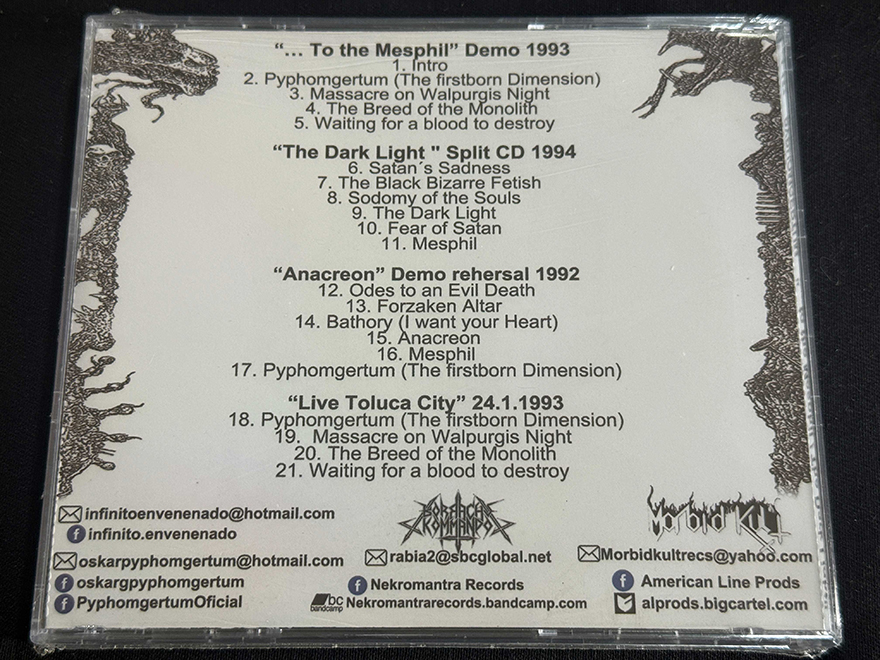 “... To the Mesphil” Demo 1993
1. Intro
2. Pyphomgertum (The firstborn Dimension)
3. Massacre on Walpurgis Night
4. The Breed of the Monolith
5. Waiting for a blood to destroy
“The Dark Light " Split CD 1994
6. Satan´s Sadness
7. The Black Bizarre Fetish
8. Sodomy of the Souls
9. The Dark Light
10. Fear of Satan
11. Mesphil
“Anacreon” Demo rehersal 1992
12. Odes to an Evil Death
13. Forzaken Altar
14. Bathory (I want your Heart)
15. Anacreon
16. Mesphil
17. Pyphomgertum (The firstborn Dimension)
“Live Toluca City” 24.1.1993
18. Pyphomgertum (The firstborn Dimension)
19. Massacre on Walpurgis Night
20. The Breed of the Monolith
21. Waiting for a blood to destroy
infinitoenvenenado@hotmail.com
infinito.envenenado
Kommando
Morbid Kult
oskarpyphomgertum@hotmail.com
rabia2@sbcglobal.net
Morbidkultrecs@yahoo.com
oskargpyphomgertum
Nekromantra Records
American Line Prods
PyphomgertumOficial
bc bandcamp Nekromantrarecords.bandcamp.com
alprods.bigcartel.com